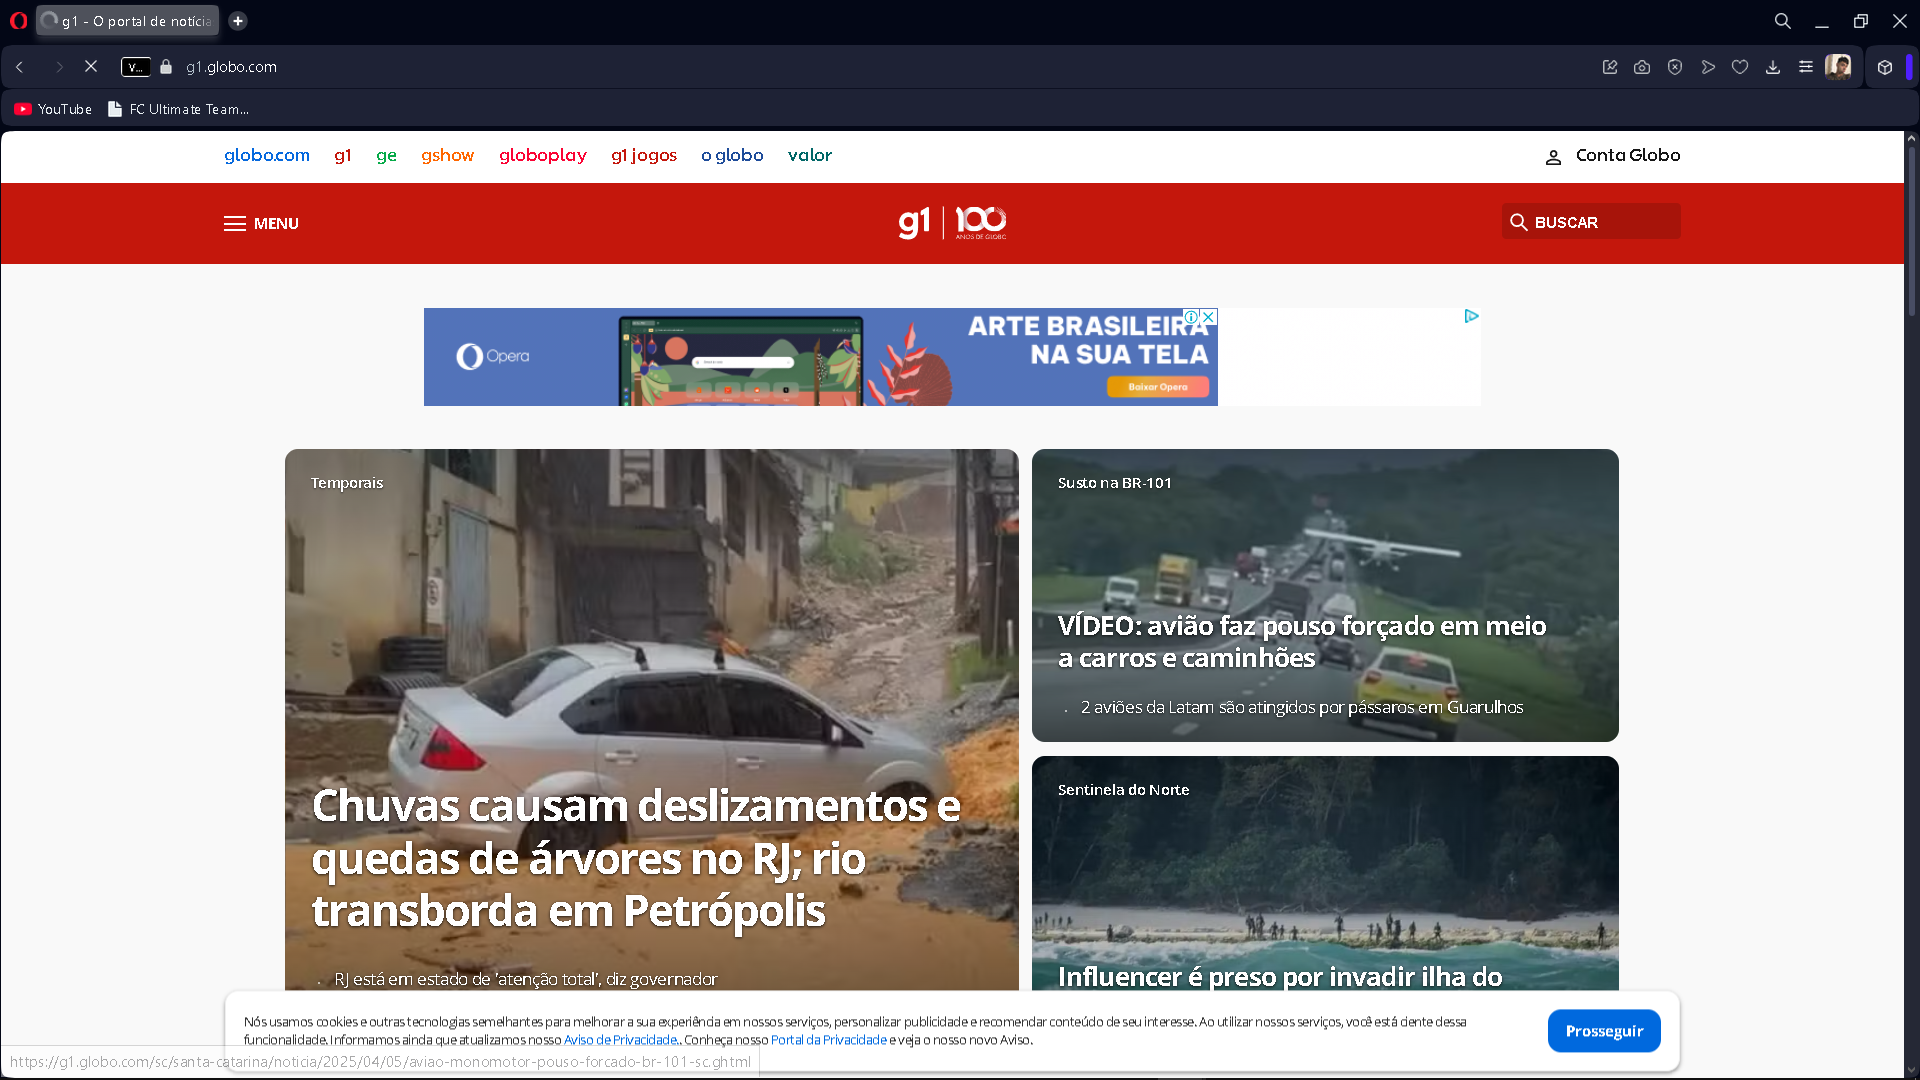 g1 - O portal de notícia
V...
g1.globo.com
YouTube
FC Ultimate Team...
globo.com g1 ge gshow globoplay g1 jogos o globo valor
Conta Globo
MENU
g1 100
ANOS DE GLOBO
BUSCAR
Opera
ARTE BRASILEIRA
NA SUA TELA
Baixar Opera
Temporais
Chuvas causam deslizamentos e
quedas de árvores no RJ; rio
transborda em Petrópolis
RJ está em estado de 'atenção total', diz governador
Susto na BR-101
VÍDEO: avião faz pouso forçado em meio
a carros e caminhões
2 aviões da Latam são atingidos por pássaros em Guarulhos
Sentinela do Norte
Influencer é preso por invadir ilha do
Nós usamos cookies e outras tecnologias semelhantes para melhorar a sua experiência em nossos serviços, personalizar publicidade e recomendar conteúdo de seu interesse. Ao utilizar nossos serviços, você está ciente dessa
funcionalidade. Informamos ainda que atualizamos nosso Aviso de Privacidade.. Conheça nosso Portal da Privacidade e veja o nosso novo Aviso.
Prosseguir
https://g1.globo.com/sc/santa-catarina/noticia/2025/04/05/aviao-monomotor-pouso-forcado-br-101-sc.ghtml